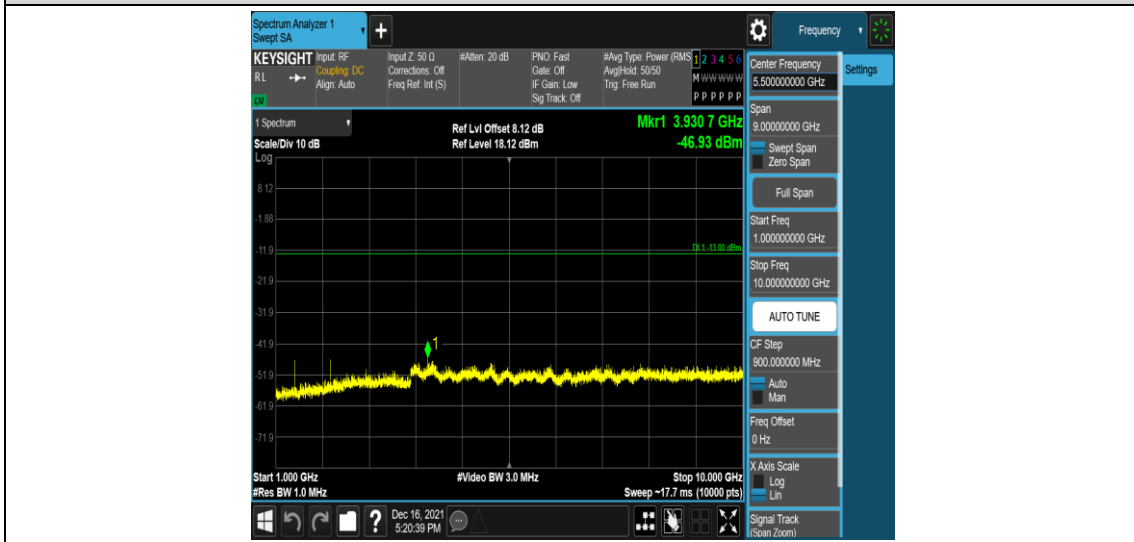 Spectrum Analyzer 1
Swept SA
+
Frequency
KEYSIGHT
RL
Input: RF
Coupling: DC
Align: Auto
Input Z: 50 Ω
Corrections: Off
Freq Ref: Int (S)
#Atten: 20 dB
PNO: Fast
Gate: Off
IF Gain: Low
Sig Track: Off
#Avg Type: Power (RMS
Avg|Hold: 50/50
Trig: Free Run
1 2 3 4 5 6
M W W W W W
P P P P P P
Center Frequency
5.50000000 GHz
Settings
1 Spectrum
Scale/Div 10 dB
Log
Ref Lvl Offset 8.12 dB
Ref Level 18.12 dBm
Mkr1 3.930 7 GHz
-46.93 dBm
8.12
-1.88
-11.9
-21.9
-31.9
-41.9
-51.9
-61.9
-71.9
DL1 -13.00 dBm
1
Start 1.000 GHz
#Res BW 1.0 MHz
#Video BW 3.0 MHz
Stop 10.000 GHz
Sweep ~17.7 ms (10000 pts)
Span
9.00000000 GHz
Swept Span
Zero Span
Full Span
Start Freq
1.000000000 GHz
Stop Freq
10.000000000 GHz
AUTO TUNE
CF Step
900.000000 MHz
Auto
Man
Freq Offset
0 Hz
X Axis Scale
Log
Lin
Signal Track
(Span Zoom)
?
Dec 16, 2021
5:20:39 PM